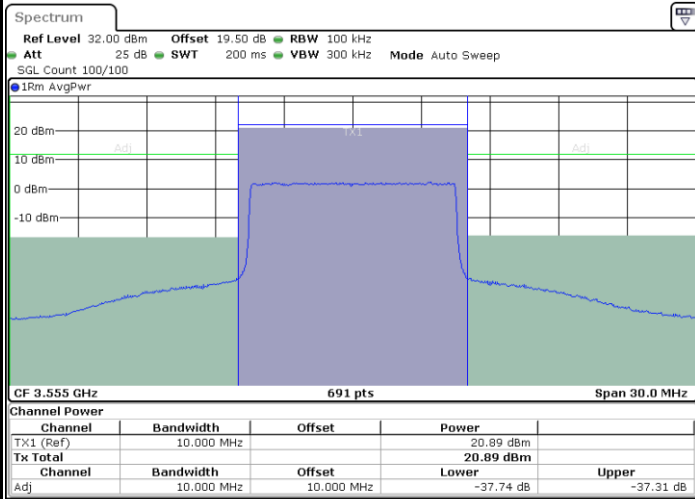 Spectrum
Ref Level 32.00 dBm Offset 19.50 dB RBW 100 kHz
Att 25 dB SWT 200 ms VBW 300 kHz Mode Auto Sweep
SGL Count 100/100
1Rm AvgPwr
20 dBm
TX1
Adj Adj
10 dBm
0 dBm
-10 dBm
CF 3.555 GHz 691 pts Span 30.0 MHz
Channel Power
Channel Bandwidth Offset Power
TX1 (Ref) 10.000 MHz 20.89 dBm
Tx Total 20.89 dBm
Channel Bandwidth Offset Lower Upper
Adj 10.000 MHz 10.000 MHz -37.74 dB -37.31 dB